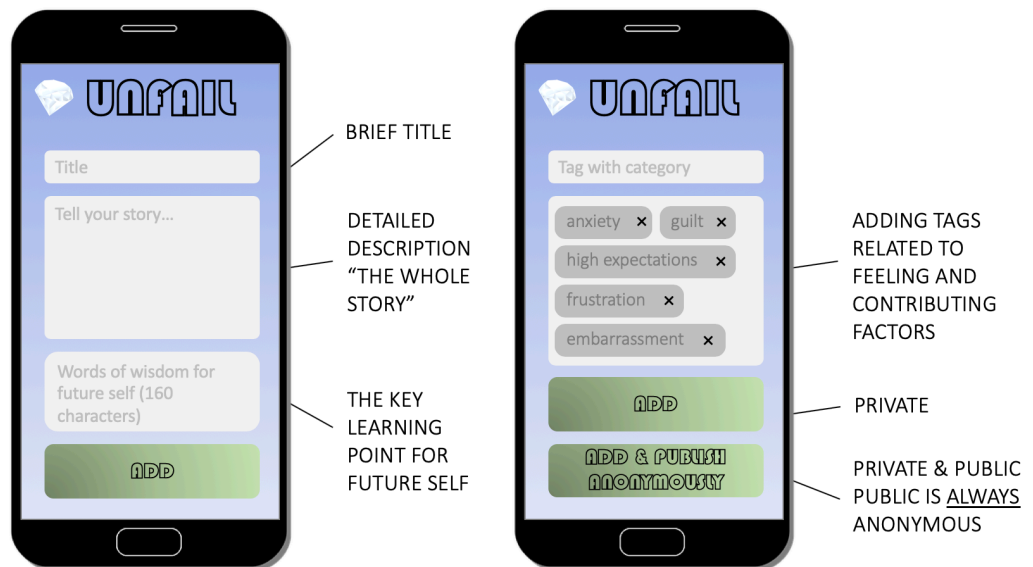 UNFAIL
Title
Tell your story...
Words of wisdom for
future self (160
characters)
ADD
BRIEF TITLE
DETAILED
DESCRIPTION
“THE WHOLE
STORY”
THE KEY
LEARNING
POINT FOR
FUTURE SELF
UNFAIL
Tag with category
anxiety × guilt ×
high expectations ×
frustration ×
embarrassment ×
ADD
ADD & PUBLISH
ANONYMOUSLY
ADDING TAGS
RELATED TO
FEELING AND
CONTRIBUTING
FACTORS
PRIVATE
PRIVATE & PUBLIC
PUBLIC IS ALWAYS
ANONYMOUS